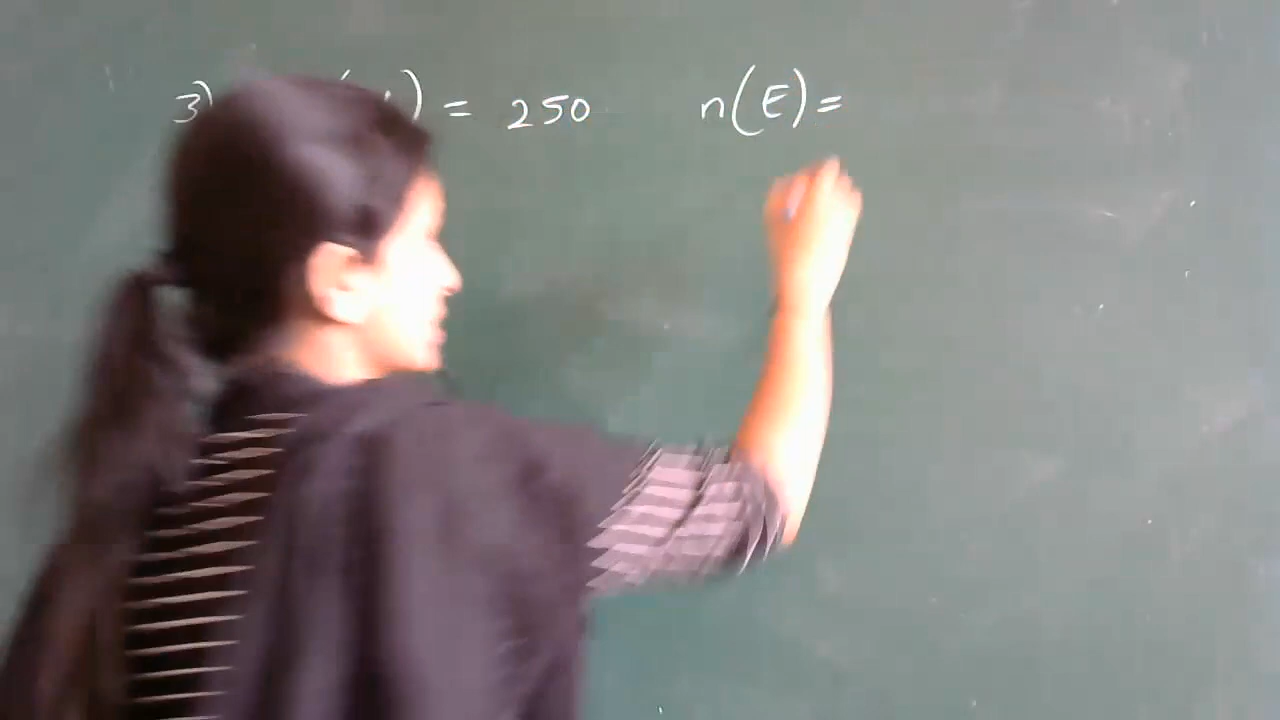 3) ) = 250 n(E) =